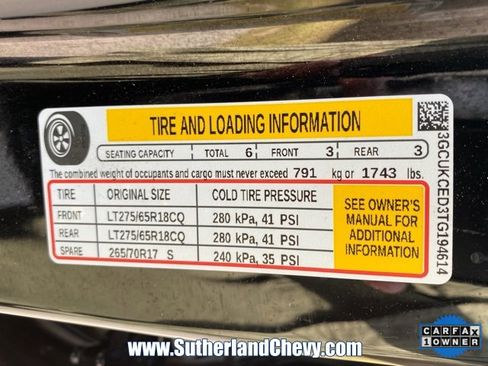 TIRE AND LOADING INFORMATION
SEATING CAPACITY TOTAL 6 FRONT 3 REAR 3
The combined weight of occupants and cargo must never exceed 791 kg or 1743 lbs.
TIRE ORIGINAL SIZE COLD TIRE PRESSURE
FRONT LT275/65R18CQ 280 kPa, 41 PSI
REAR LT275/65R18CQ 280 kPa, 41 PSI
SPARE 265/70R17 S 240 kPa, 35 PSI
SEE OWNER'S
MANUAL FOR
ADDITIONAL
INFORMATION
3GCUKCED3TG194614
www.SutherlandChevy.com
CARFAX
1 OWNER